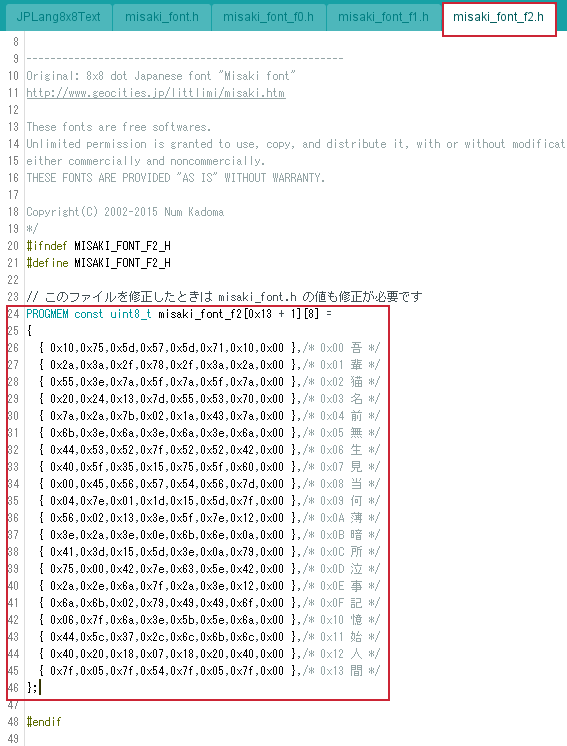 JPLang8x8Text misaki_font.h misaki_font_f0.h misaki_font_f1.h misaki_font_f2.h
8
9 -----------------------------------------------------
10 Original: 8x8 dot Japanese font "Misaki font"
11 http://www.geocities.jp/littlimi/misaki.htm
12
13 These fonts are free softwares.
14 Unlimited permission is granted to use, copy, and distribute it, with or without modificat
15 either commercially and noncommercially.
16 THESE FONTS ARE PROVIDED "AS IS" WITHOUT WARRANTY.
17
18 Copyright(C) 2002-2015 Num Kadoma
19 */
20 #ifndef MISAKI_FONT_F2_H
21 #define MISAKI_FONT_F2_H
22
23 // このファイルを修正したときは misaki_font.h の値も修正が必要です
24 PROGMEM const uint8_t misaki_font_f2[0x13 + 1][8] =
25 {
26 { 0x10,0x75,0x5d,0x57,0x5d,0x71,0x10,0x00 },/* 0x00 吾 */
27 { 0x2a,0x3a,0x2f,0x78,0x2f,0x3a,0x2a,0x00 },/* 0x01 輩 */
28 { 0x55,0x3e,0x7a,0x5f,0x7a,0x5f,0x7a,0x00 },/* 0x02 猫 */
29 { 0x20,0x24,0x13,0x7d,0x55,0x53,0x70,0x00 },/* 0x03 名 */
30 { 0x7a,0x2a,0x7b,0x02,0x1a,0x43,0x7a,0x00 },/* 0x04 前 */
31 { 0x6b,0x3e,0x6a,0x3e,0x6a,0x3e,0x6a,0x00 },/* 0x05 無 */
32 { 0x44,0x53,0x52,0x7f,0x52,0x52,0x42,0x00 },/* 0x06 生 */
33 { 0x40,0x5f,0x35,0x15,0x75,0x5f,0x60,0x00 },/* 0x07 見 */
34 { 0x00,0x45,0x56,0x57,0x54,0x56,0x7d,0x00 },/* 0x08 当 */
35 { 0x04,0x7e,0x01,0x1d,0x15,0x5d,0x7f,0x00 },/* 0x09 何 */
36 { 0x56,0x02,0x13,0x3e,0x5f,0x7e,0x12,0x00 },/* 0x0A 薄 */
37 { 0x3e,0x2a,0x3e,0x0e,0x6b,0x6e,0x0a,0x00 },/* 0x0B 暗 */
38 { 0x41,0x3d,0x15,0x5d,0x3e,0x0a,0x79,0x00 },/* 0x0C 所 */
39 { 0x75,0x00,0x42,0x7e,0x63,0x5e,0x42,0x00 },/* 0x0D 泣 */
40 { 0x2a,0x2e,0x6a,0x7f,0x2a,0x3e,0x12,0x00 },/* 0x0E 事 */
41 { 0x6a,0x6b,0x02,0x79,0x49,0x49,0x6f,0x00 },/* 0x0F 記 */
42 { 0x06,0x7f,0x6a,0x3e,0x5b,0x5e,0x6a,0x00 },/* 0x10 憶 */
43 { 0x44,0x5c,0x37,0x2c,0x6c,0x6b,0x6c,0x00 },/* 0x11 始 */
44 { 0x40,0x20,0x18,0x07,0x18,0x20,0x40,0x00 },/* 0x12 人 */
45 { 0x7f,0x05,0x7f,0x54,0x7f,0x05,0x7f,0x00 },/* 0x13 間 */
46 };
47
48 #endif
49